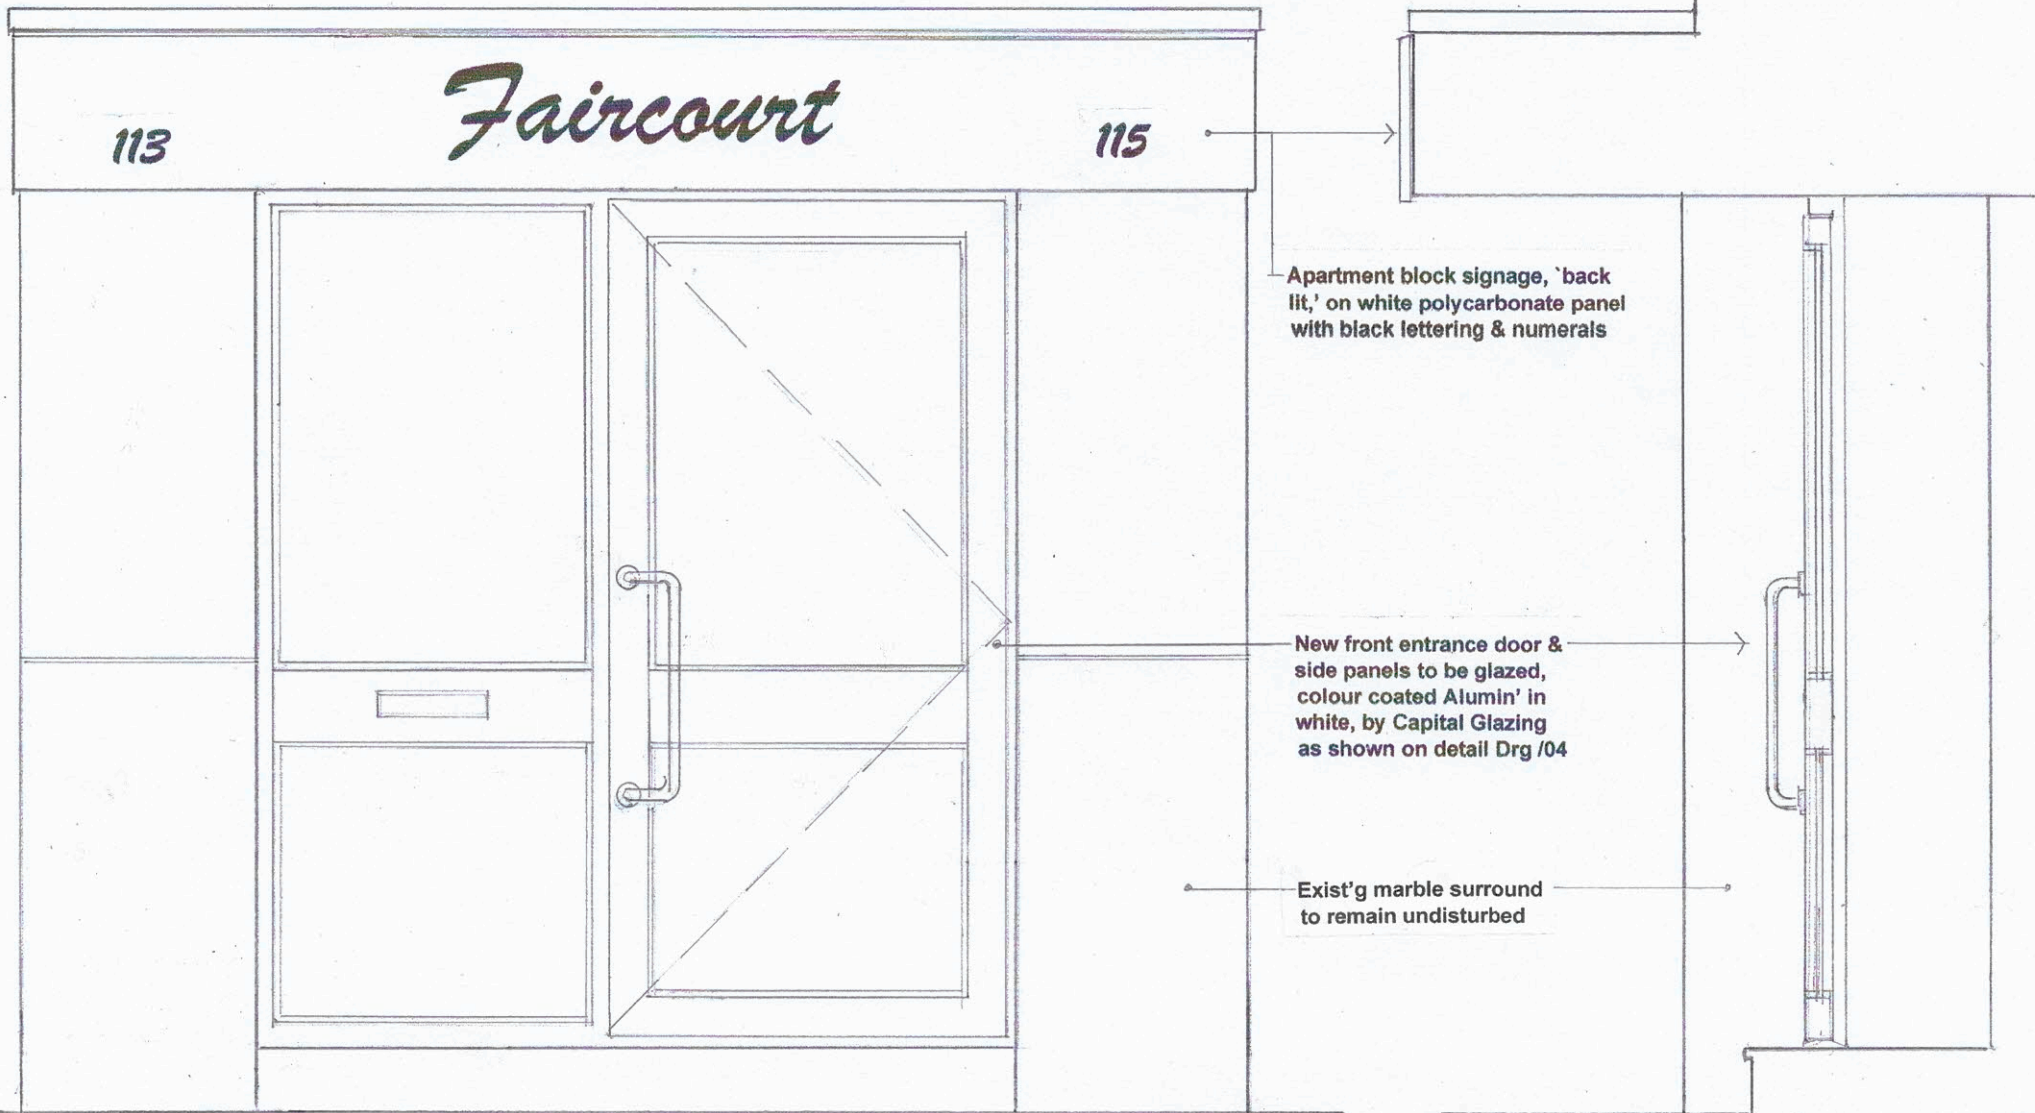 Faircourt
113
115
Apartment block signage, `back
lit,' on white polycarbonate panel
with black lettering & numerals
New front entrance door &
side panels to be glazed,
colour coated Alumin' in
white, by Capital Glazing
as shown on detail Drg /04
Exist'g marble surround
to remain undisturbed